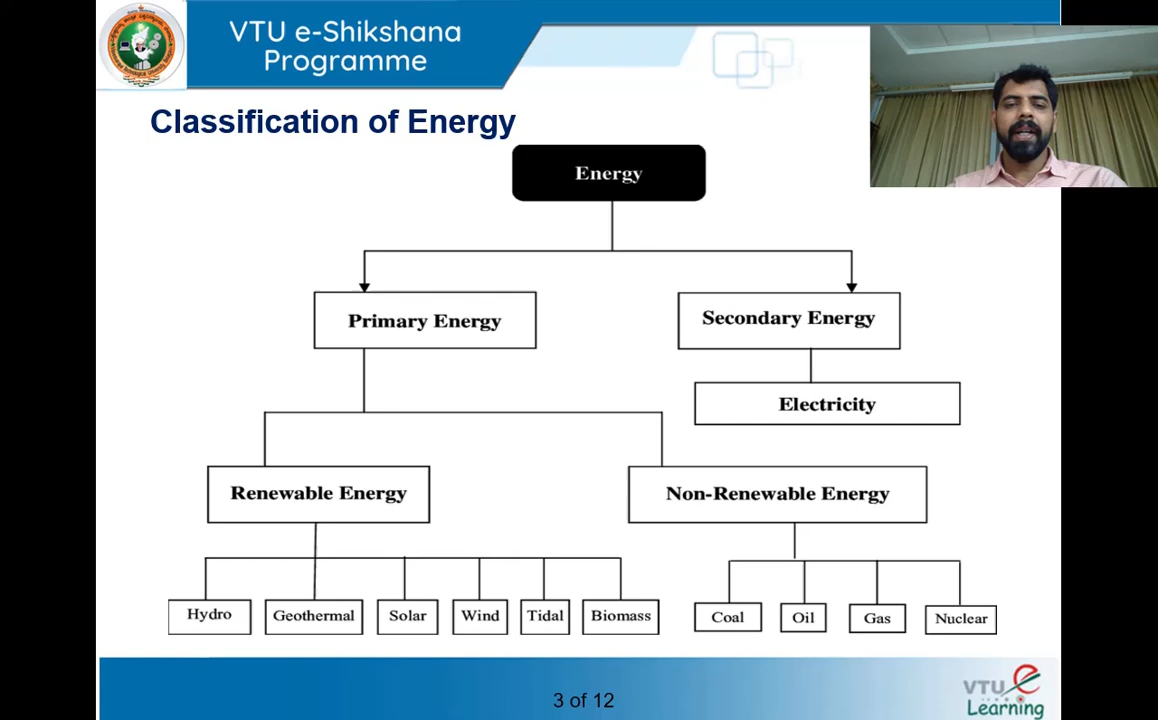 VTU e-Shikshana
Programme
Classification of Energy
Energy
Primary Energy
Secondary Energy
Electricity
Renewable Energy
Non-Renewable Energy
Hydro
Geothermal
Solar
Wind
Tidal
Biomass
Coal
Oil
Gas
Nuclear
3 of 12
VTU e
Learning